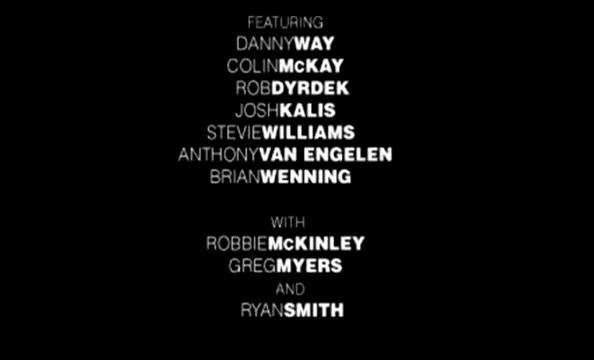 FEATURING
DANNYWAY
COLINMcKAY
ROBDYRDEK
JOSHKALIS
STEVIEWILLIAMS
ANTHONYVAN ENGELEN
BRIANWENNING
WITH
ROBBIEMcKINLEY
GREGMYERS
AND
RYANSMITH